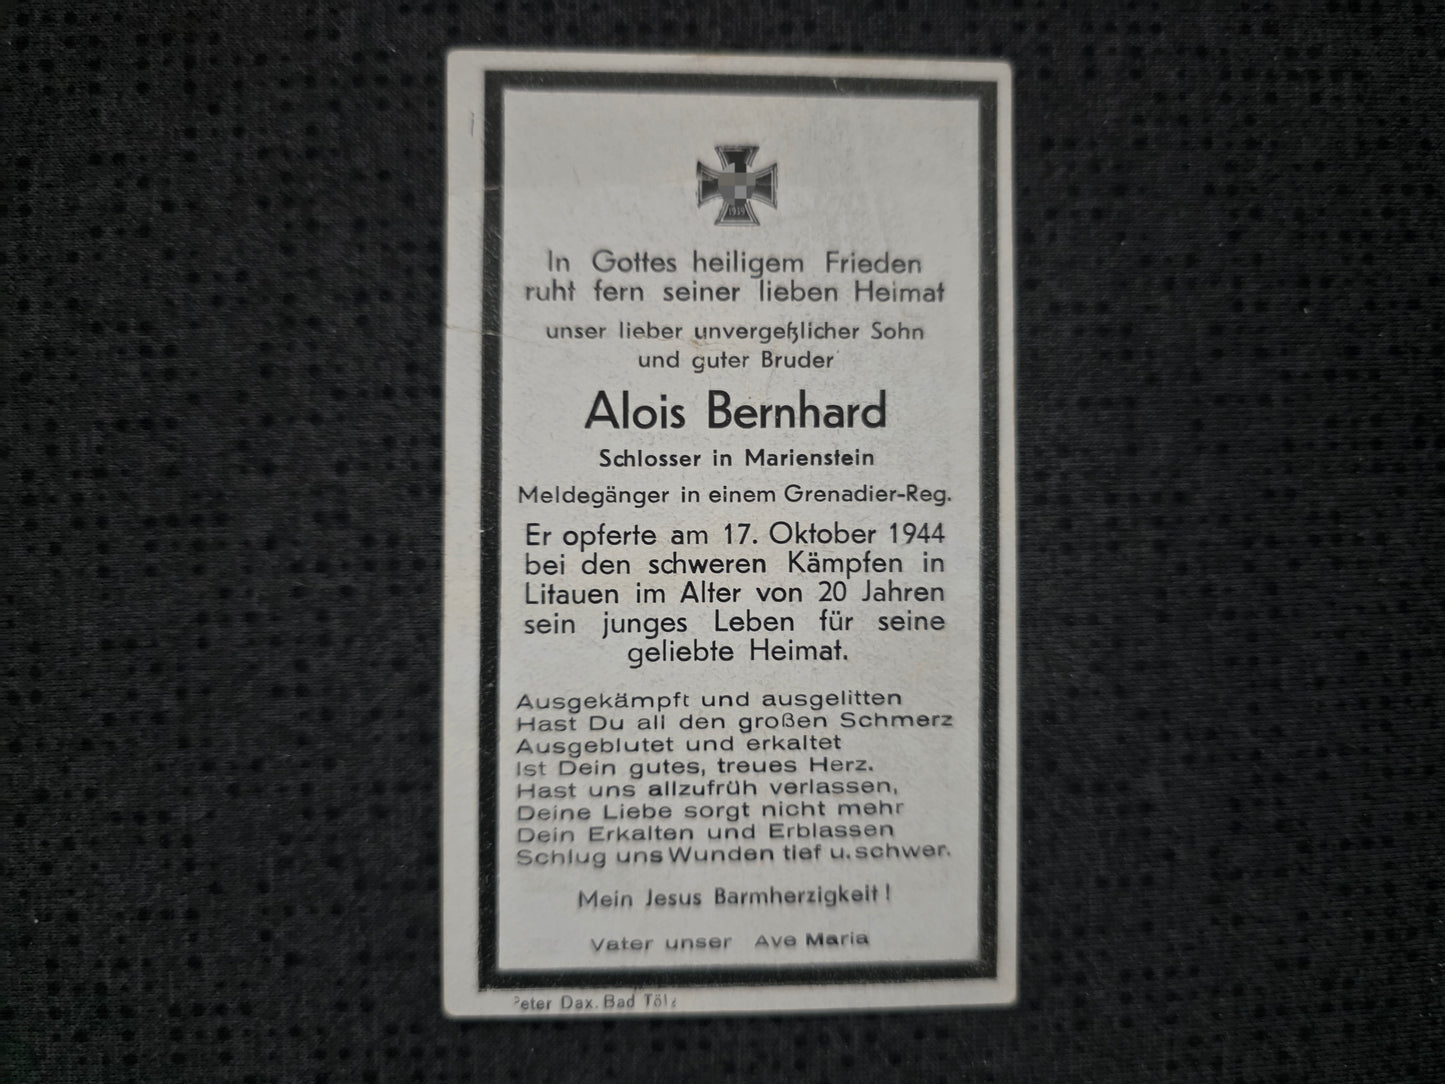 1939
In Gottes heiligem Frieden
ruht fern seiner lieben Heimat
unser lieber unvergeßlicher Sohn
und guter Bruder
Alois Bernhard
Schlosser in Marienstein
Meldegänger in einem Grenadier-Reg.
Er opferte am 17. Oktober 1944
bei den schweren Kämpfen in
Litauen im Alter von 20 Jahren
sein junges Leben für seine
geliebte Heimat.
Ausgekämpft und ausgelitten
Hast Du all den großen Schmerz
Ausgeblutet und erkaltet
Ist Dein gutes, treues Herz.
Hast uns allzufrüh verlassen,
Deine Liebe sorgt nicht mehr
Dein Erkalten und Erblassen
Schlug uns Wunden tief u. schwer.
Mein Jesus Barmherzigkeit!
Vater unser Ave Maria
Peter Dax. Bad Tölz